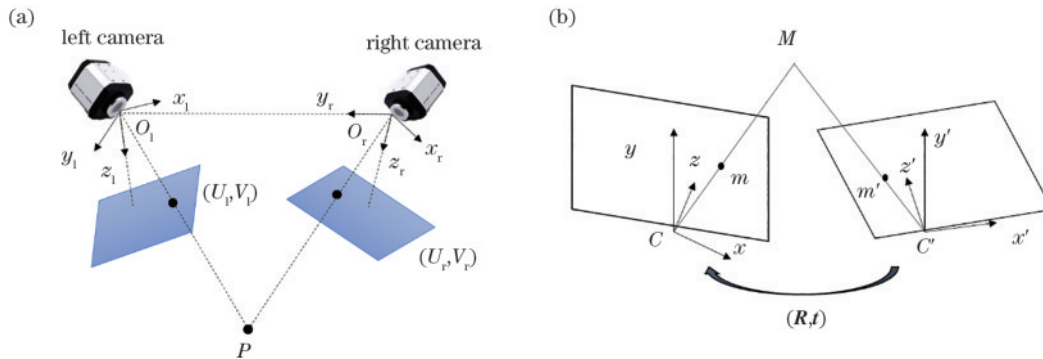 (a)
left camera
right camera
x_l
y_r
O_l
O_r
x_r
y_l
z_l
z_r
(U_l,V_l)
(U_r,V_r)
P
(b)
M
y
z
m
C
x
y′
z′
m′
C′
x′
(R,t)